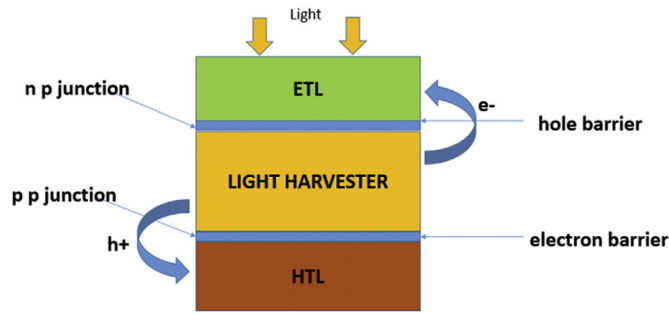 Light
n p junction
ETL
e-
hole barrier
LIGHT HARVESTER
p p junction
h+
electron barrier
HTL